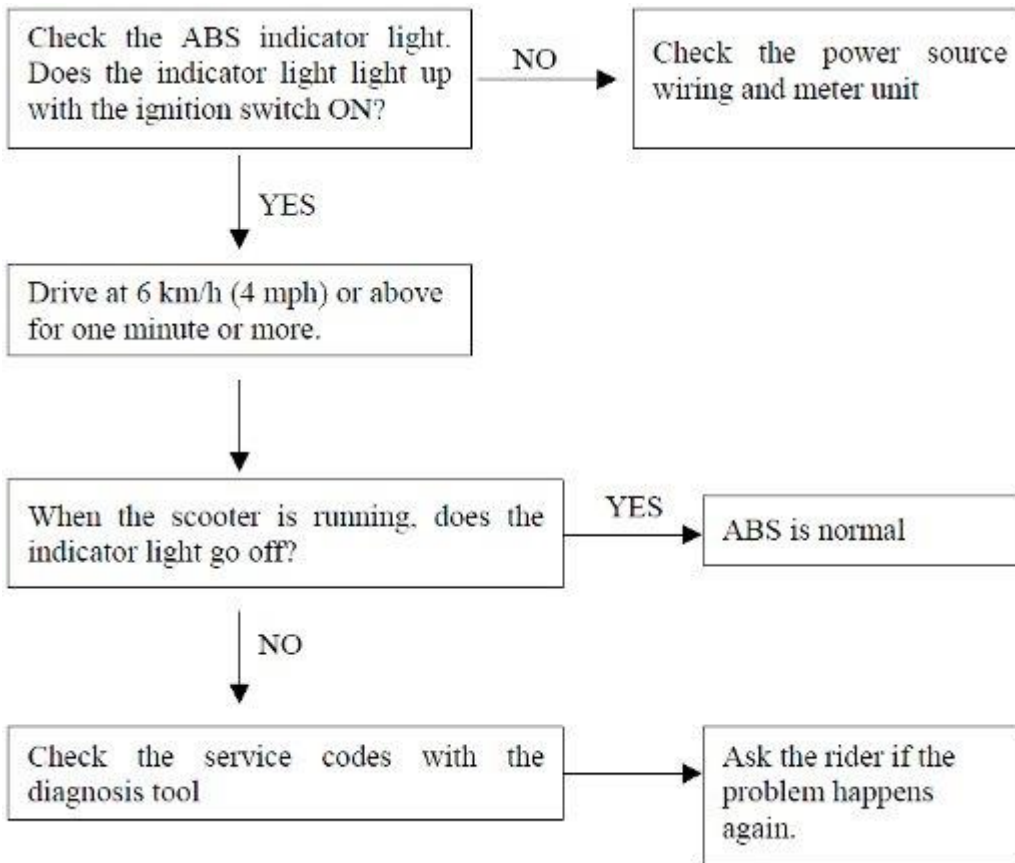 Check the ABS indicator light.
Does the indicator light light up
with the ignition switch ON?
NO
Check the power source
wiring and meter unit
YES
Drive at 6 km/h (4 mph) or above
for one minute or more.
When the scooter is running, does the
indicator light go off?
YES
ABS is normal
NO
Check the service codes with the
diagnosis tool
Ask the rider if the
problem happens
again.